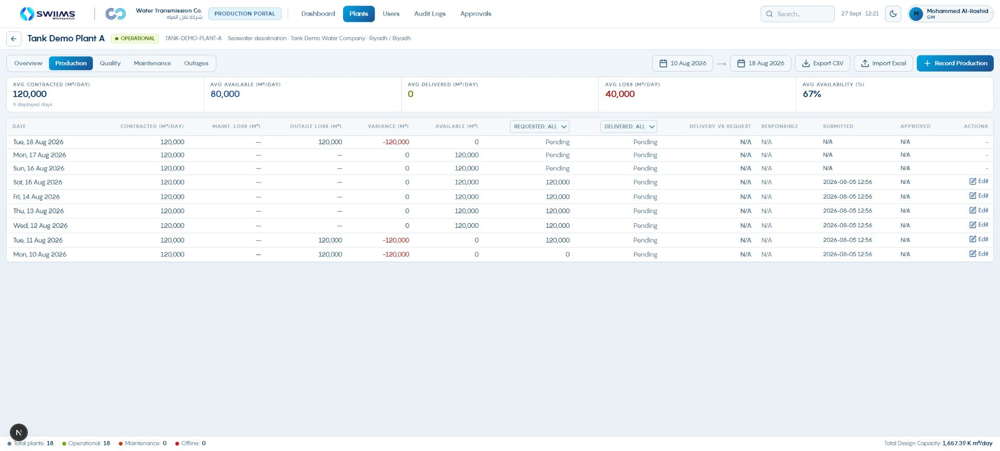 SWIIMS
WIDispatch
Water Transmission Co.
شركة نقل المياه
PRODUCTION PORTAL
Dashboard
Plants
Users
Audit Logs
Approvals
Search...
27 Sept · 12:21
M
Mohammed Al-Rashid
GM
Tank Demo Plant A
OPERATIONAL
TANK-DEMO-PLANT-A
Seawater desalination · Tank Demo Water Company · Riyadh / Riyadh
Overview
Production
Quality
Maintenance
Outages
10 Aug 2026 → 18 Aug 2026
Export CSV
Import Excel
+ Record Production
AVG CONTRACTED (M³/DAY)
120,000
9 displayed days
AVG AVAILABLE (M³/DAY)
80,000
AVG DELIVERED (M³/DAY)
0
AVG LOSS (M³/DAY)
40,000
AVG AVAILABILITY (%)
67%
DATE CONTRACTED (M³/DAY) MAINT. LOSS (M³) OUTAGE LOSS (M³) VARIANCE (M³) AVAILABLE (M³) REQUESTED: ALL DELIVERED: ALL DELIVERY VS REQUEST RESPONSIBLE SUBMITTED APPROVED ACTIONS
Tue, 18 Aug 2026 120,000 — 120,000 -120,000 0 Pending Pending N/A N/A N/A N/A -
Mon, 17 Aug 2026 120,000 — — 0 120,000 Pending Pending N/A N/A N/A N/A -
Sun, 16 Aug 2026 120,000 — — 0 120,000 Pending Pending N/A N/A N/A N/A -
Sat, 15 Aug 2026 120,000 — — 0 120,000 120,000 Pending N/A N/A 2026-08-05 12:56 N/A Edit
Fri, 14 Aug 2026 120,000 — — 0 120,000 120,000 Pending N/A N/A 2026-08-05 12:56 N/A Edit
Thu, 13 Aug 2026 120,000 — — 0 120,000 120,000 Pending N/A N/A 2026-08-05 12:56 N/A Edit
Wed, 12 Aug 2026 120,000 — — 0 120,000 120,000 Pending N/A N/A 2026-08-05 12:56 N/A Edit
Tue, 11 Aug 2026 120,000 — 120,000 -120,000 0 120,000 Pending N/A N/A 2026-08-05 12:56 N/A Edit
Mon, 10 Aug 2026 120,000 — 120,000 -120,000 0 0 Pending N/A N/A 2026-08-05 12:56 N/A Edit
N
Total plants: 18
Operational: 18
Maintenance: 0
Offline: 0
Total Design Capacity: 1,657.39 K m³/day